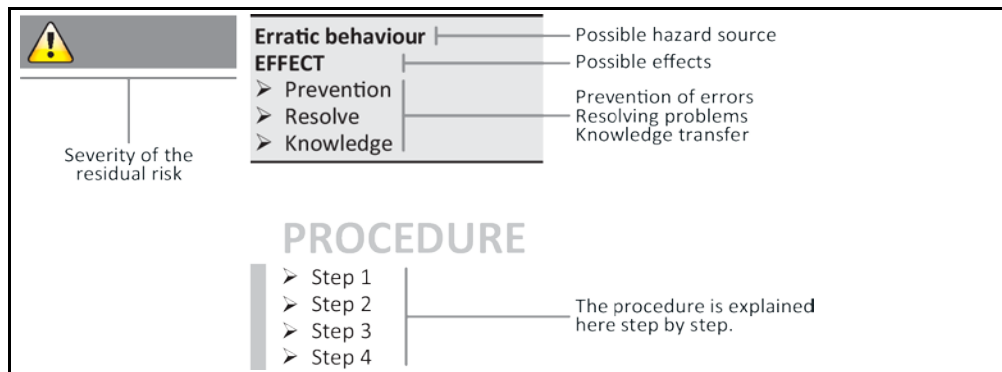 Erratic behaviour
Possible hazard source
EFFECT
Possible effects
➢ Prevention
➢ Resolve
➢ Knowledge
Prevention of errors
Resolving problems
Knowledge transfer
Severity of the
residual risk
PROCEDURE
➢ Step 1
➢ Step 2
➢ Step 3
➢ Step 4
The procedure is explained
here step by step.